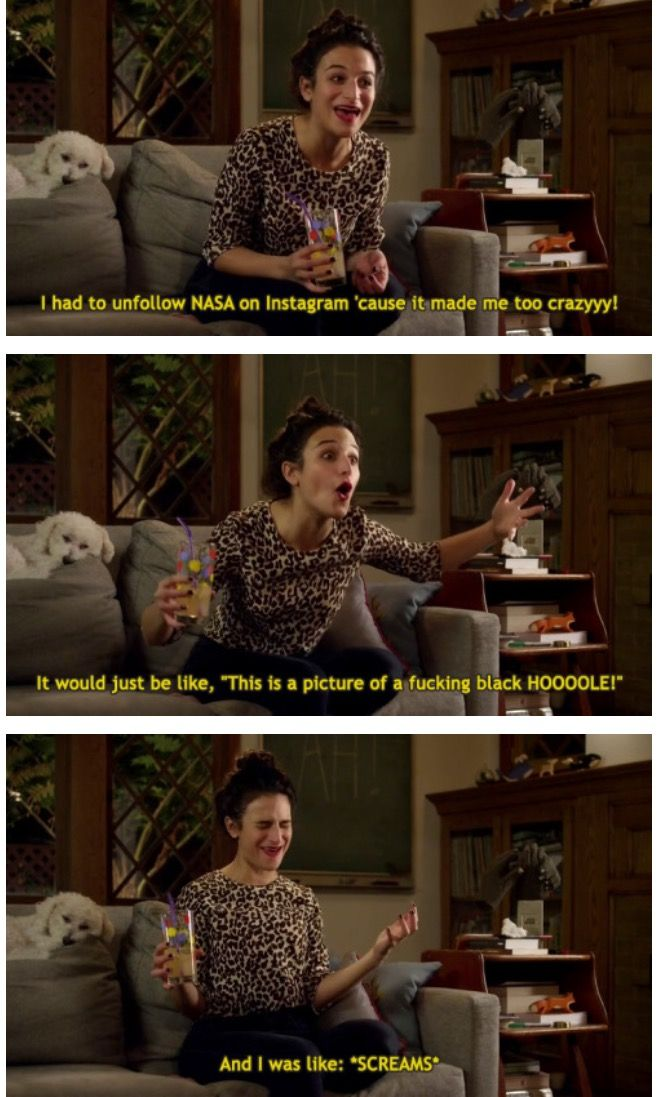 I had to unfollow NASA on Instagram 'cause it made me too crazyyy!
It would just be like, "This is a picture of a fucking black HOOOOLE!"
And I was like: *SCREAMS*